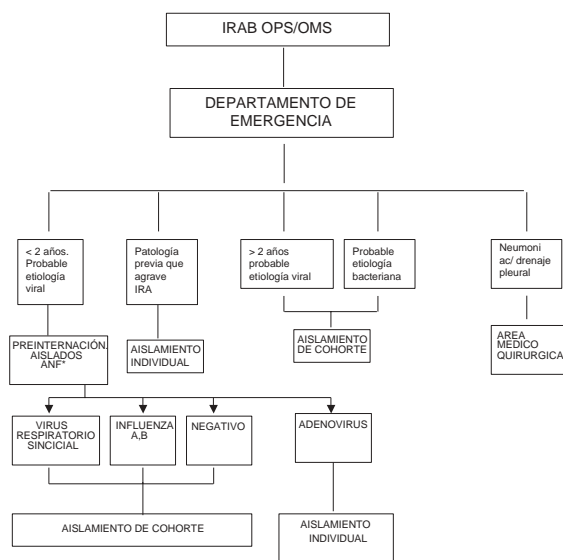 IRAB OPS/OMS
DEPARTAMENTO DE
EMERGENCIA
< 2 años.
Probable
etiología
viral
Patología
previa que
agrave
IRA
> 2 años
probable
etiología viral
Probable
etiología
bacteriana
Neumoni
ac/ drenaje
pleural
PREINTERNACIÓN.
AISLADOS
ANF*
AISLAMIENTO
INDIVIDUAL
AISLAMIENTO
DE COHORTE
AREA
MEDICO
QUIRURGICA
VIRUS
RESPIRATORIO
SINCICIAL
INFLUENZA
A,B
NEGATIVO
ADENOVIRUS
AISLAMIENTO DE COHORTE
AISLAMIENTO
INDIVIDUAL